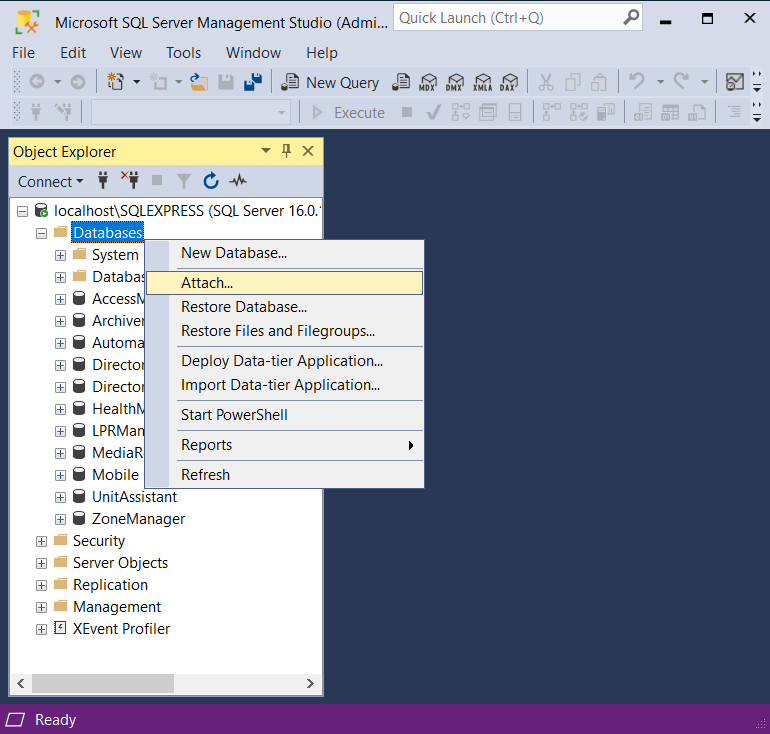 Microsoft SQL Server Management Studio (Admi...
Quick Launch (Ctrl+Q)
File Edit View Tools Window Help
New Query MDX DMX XMLA DAX
Execute
Object Explorer
Connect
localhost\SQLEXPRESS (SQL Server 16.0.
Databases
New Database...
System
Attach...
Databas
AccessM
Restore Database...
Archiver
Restore Files and Filegroups...
Automa
Director
Deploy Data-tier Application...
Director
Import Data-tier Application...
HealthM
Start PowerShell
LPRMan
Reports
MediaR
Mobile
Refresh
UnitAssistant
ZoneManager
Security
Server Objects
Replication
Management
XEvent Profiler
Ready